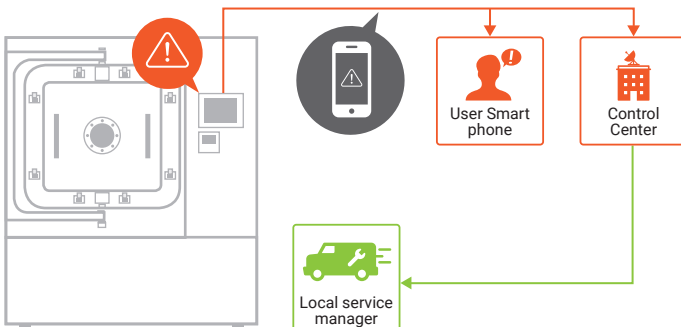 User Smart
phone
Control
Center
Local service
manager